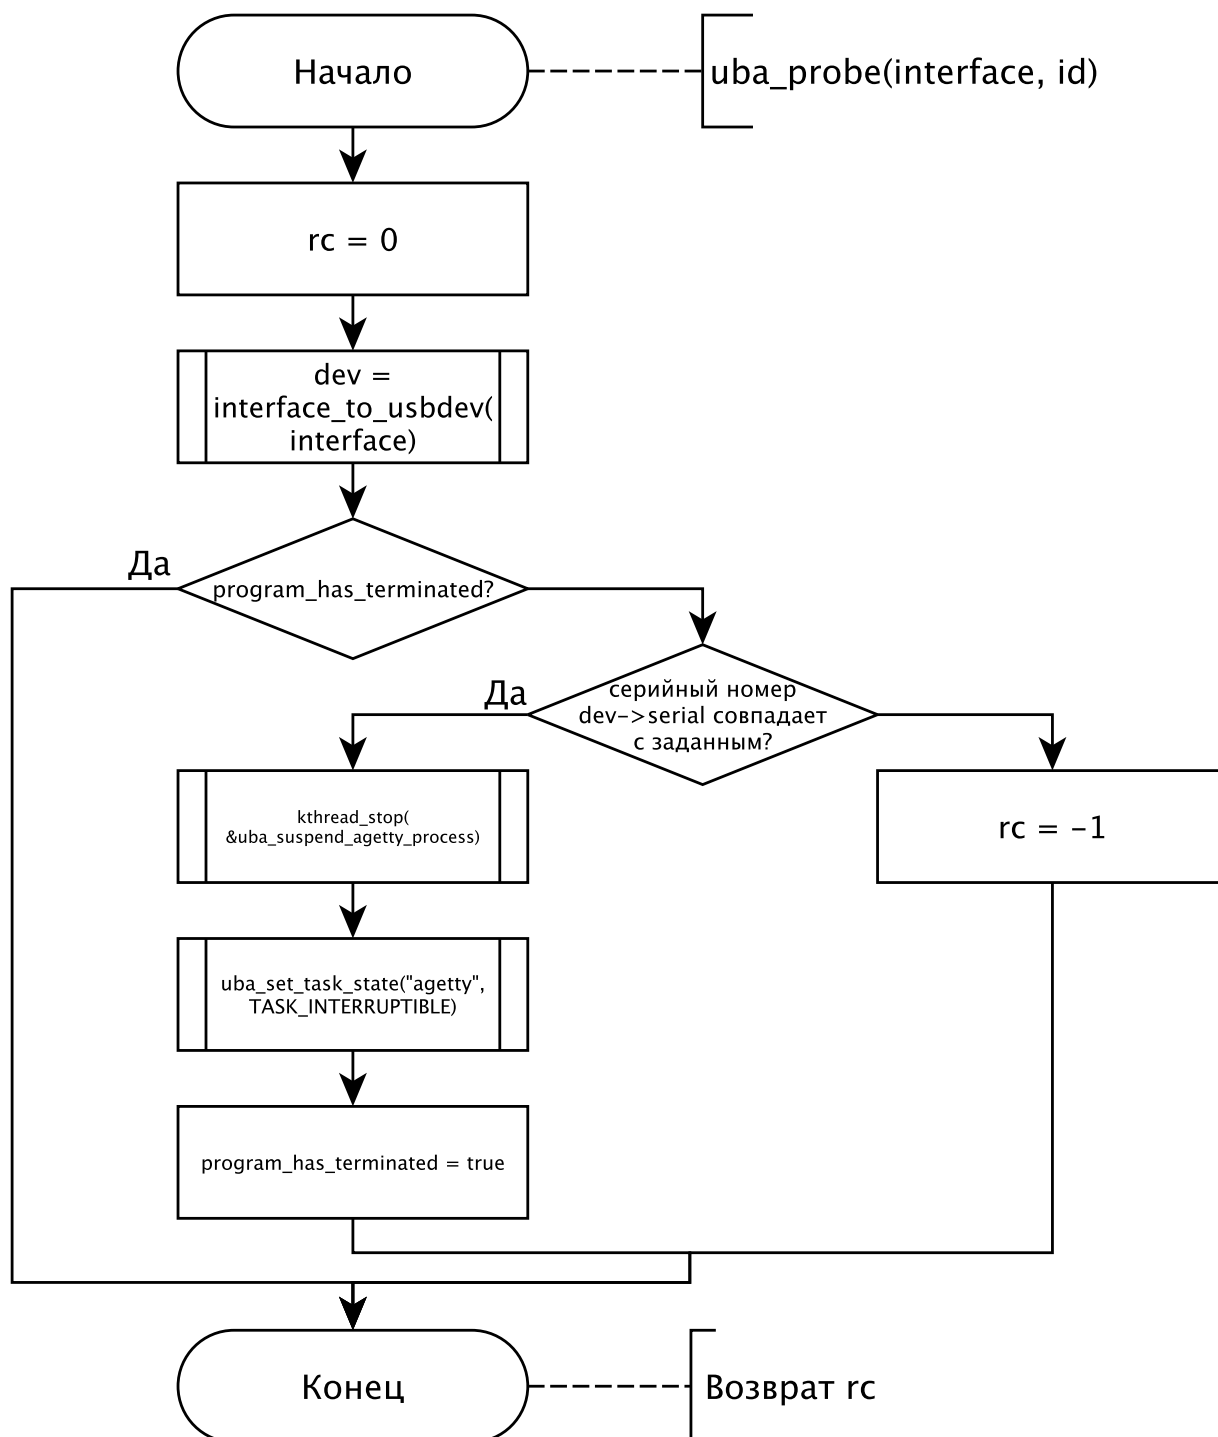 Начало
uba_probe(interface, id)
rc = 0
dev =
interface_to_usbdev(
interface)
Да
program_has_terminated?
Да
серийный номер
dev->serial совпадает
с заданным?
kthread_stop(
&uba_suspend_agetty_process)
rc = -1
uba_set_task_state("agetty",
TASK_INTERRUPTIBLE)
program_has_terminated = true
Конец
Возврат rc